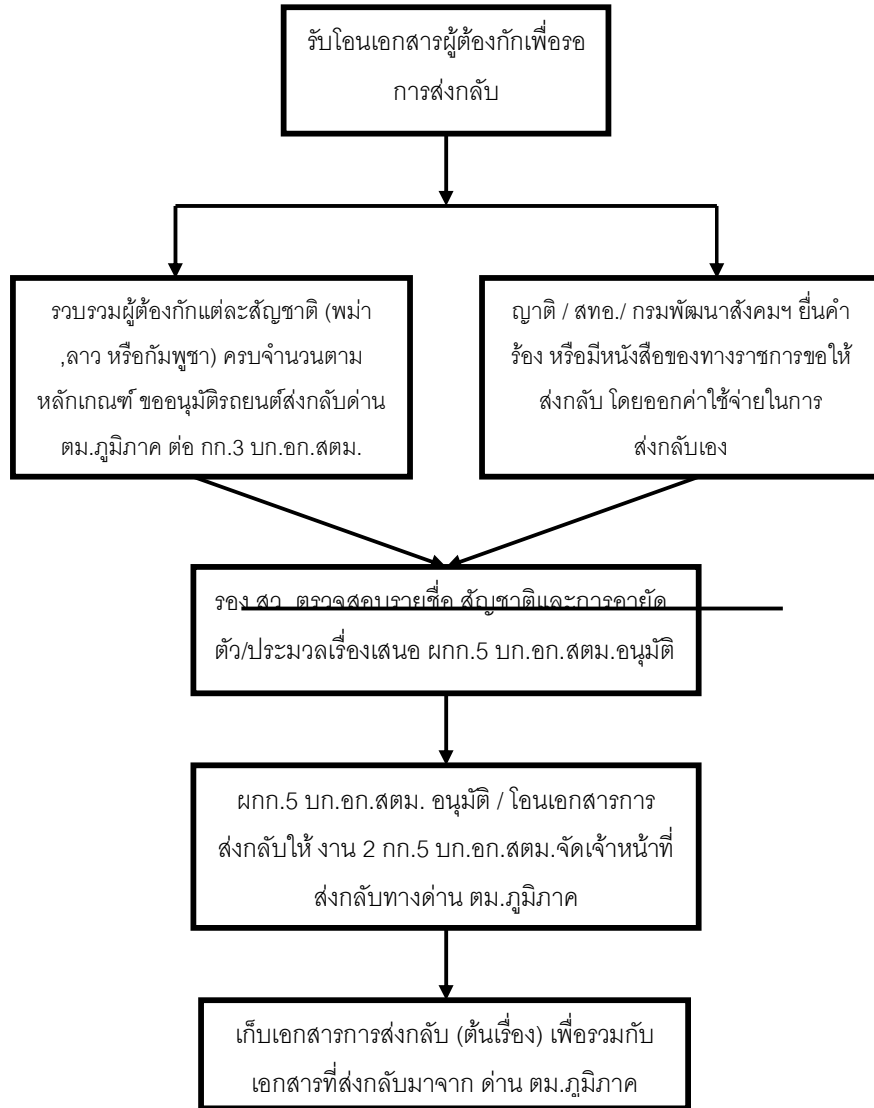 รับโอนเอกสารผู้ต้องกักเพื่อรอ
การส่งกลับ
รวบรวมผู้ต้องกักแต่ละสัญชาติ (พม่า
,ลาว หรือกัมพูชา) ครบจำนวนตาม
หลักเกณฑ์ ขออนุมัติรถยนต์ส่งกลับด่าน
ตม.ภูมิภาค ต่อ กก.3 บก.อก.สตม.
ญาติ / สทอ./ กรมพัฒนาสังคมฯ ยื่นคำ
ร้อง หรือมีหนังสือของทางราชการขอให้
ส่งกลับ โดยออกค่าใช้จ่ายในการ
ส่งกลับเอง
รอง สว. ตรวจสอบรายชื่อ สัญชาติและการอายัด
ตัว/ประมวลเรื่องเสนอ ผกก.5 บก.อก.สตม.อนุมัติ
ผกก.5 บก.อก.สตม. อนุมัติ / โอนเอกสารการ
ส่งกลับให้ งาน 2 กก.5 บก.อก.สตม.จัดเจ้าหน้าที่
ส่งกลับทางด่าน ตม.ภูมิภาค
เก็บเอกสารการส่งกลับ (ต้นเรื่อง) เพื่อรวมกับ
เอกสารที่ส่งกลับมาจาก ด่าน ตม.ภูมิภาค